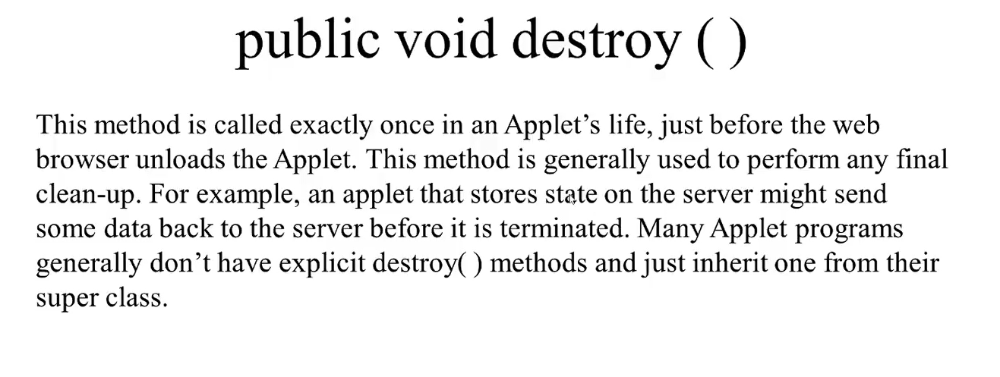 public void destroy ( )
This method is called exactly once in an Applet’s life, just before the web
browser unloads the Applet. This method is generally used to perform any final
clean-up. For example, an applet that stores state on the server might send
some data back to the server before it is terminated. Many Applet programs
generally don’t have explicit destroy( ) methods and just inherit one from their
super class.